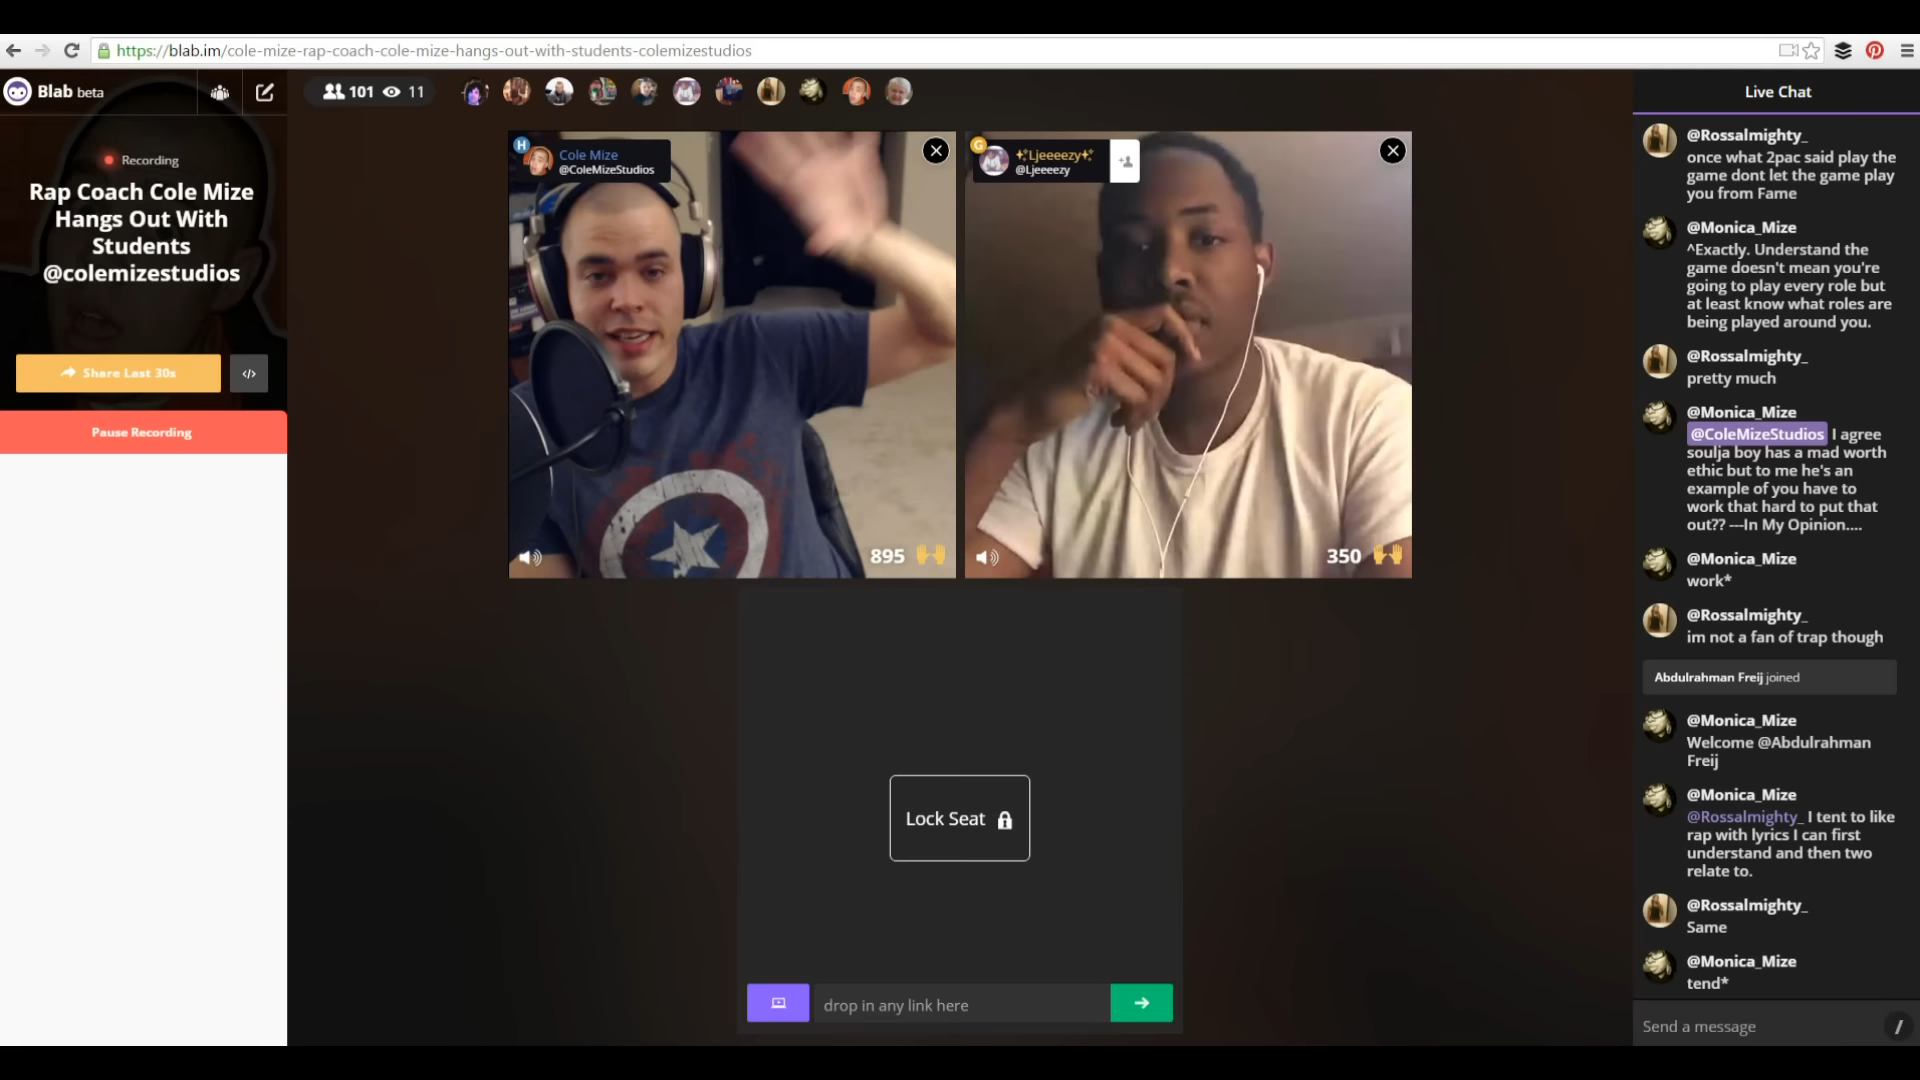 https://blab.im/cole-mize-rap-coach-cole-mize-hangs-out-with-students-colemizestudios
Blab beta
101 11
Live Chat
Recording
Rap Coach Cole Mize
Hangs Out With
Students
@colemizestudios
Share Last 30s
</>
Pause Recording
H
Cole Mize
@ColeMizeStudios
895
G
Ljeeeezy
@Ljeeeezy
350
Lock Seat
drop in any link here
@Rossalmighty_
once what 2pac said play the
game dont let the game play
you from Fame
@Monica_Mize
^Exactly. Understand the
game doesn't mean you're
going to play every role but
at least know what roles are
being played around you.
@Rossalmighty_
pretty much
@Monica_Mize
@ColeMizeStudios I agree
soulja boy has a mad worth
ethic but to me he's an
example of you have to
work that hard to put that
out?? ---In My Opinion....
@Monica_Mize
work*
@Rossalmighty_
im not a fan of trap though
Abdulrahman Freij joined
@Monica_Mize
Welcome @Abdulrahman
Freij
@Monica_Mize
@Rossalmighty_ I tent to like
rap with lyrics I can first
understand and then two
relate to.
@Rossalmighty_
Same
@Monica_Mize
tend*
Send a message
/